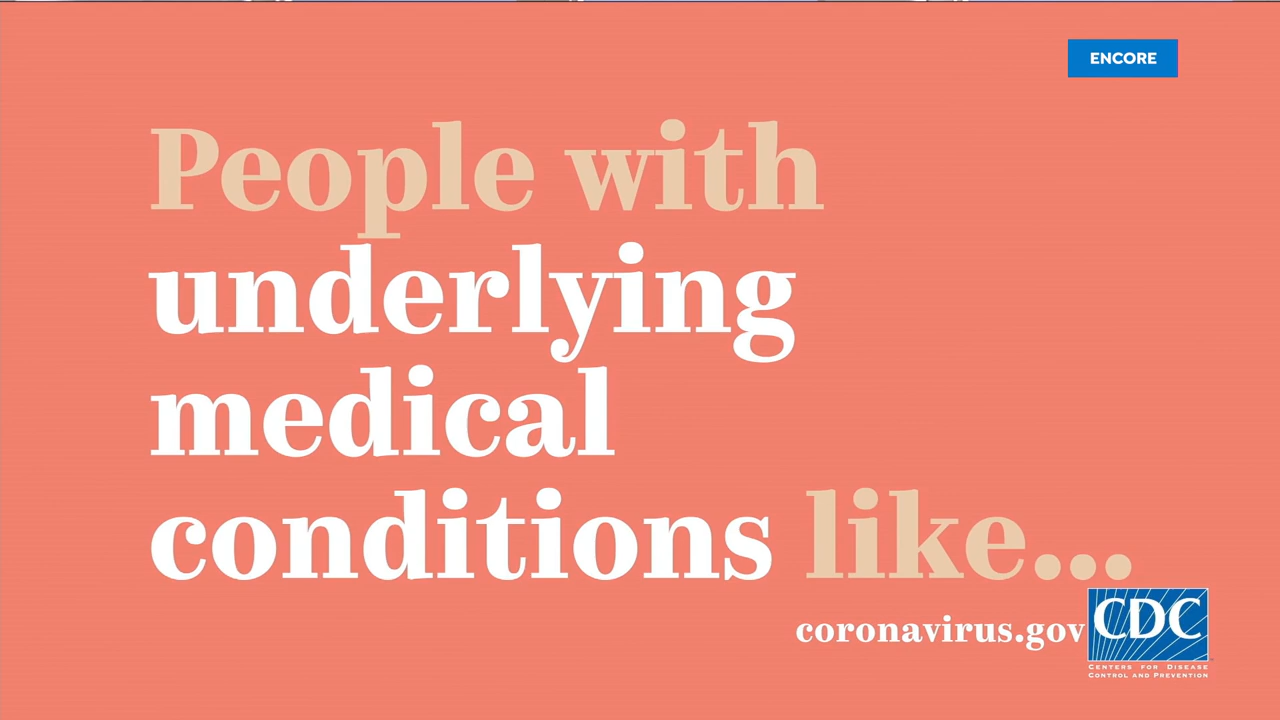 ENCORE
People with
underlying
medical
conditions like...
coronavirus.gov
CDC
CENTERS FOR DISEASE
CONTROL AND PREVENTION